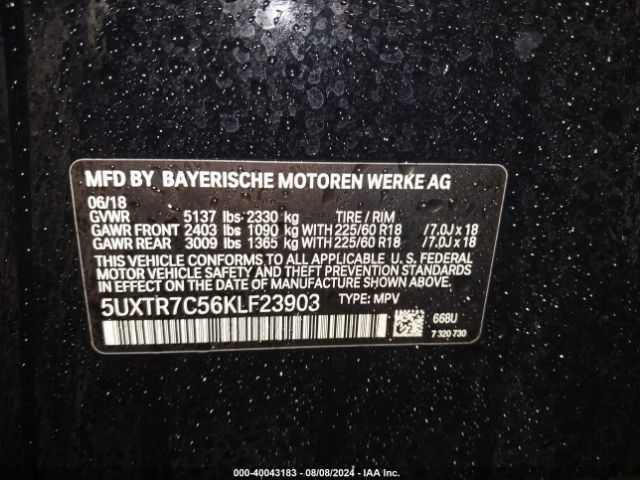 MFD BY BAYERISCHE MOTOREN WERKE AG
06/18
GVWR 5137 lbs-2330 kg TIRE / RIM
GAWR FRONT 2403 lbs 1090 kg WITH 225/60 R18 /7.0J x 18
GAWR REAR 3009 lbs 1365 kg WITH 225/60 R18 /7.0J x 18
THIS VEHICLE CONFORMS TO ALL APPLICABLE U. S. FEDERAL
MOTOR VEHICLE SAFETY, BUMPER, AND THEFT PREVENTION STANDARDS
IN EFFECT ON THE DATE OF MANUFACTURE SHOWN ABOVE.
5UXTR7C56KLF23903 TYPE: MPV
668U
7 320 730
000-40043183 - 08/08/2024 - IAA Inc.